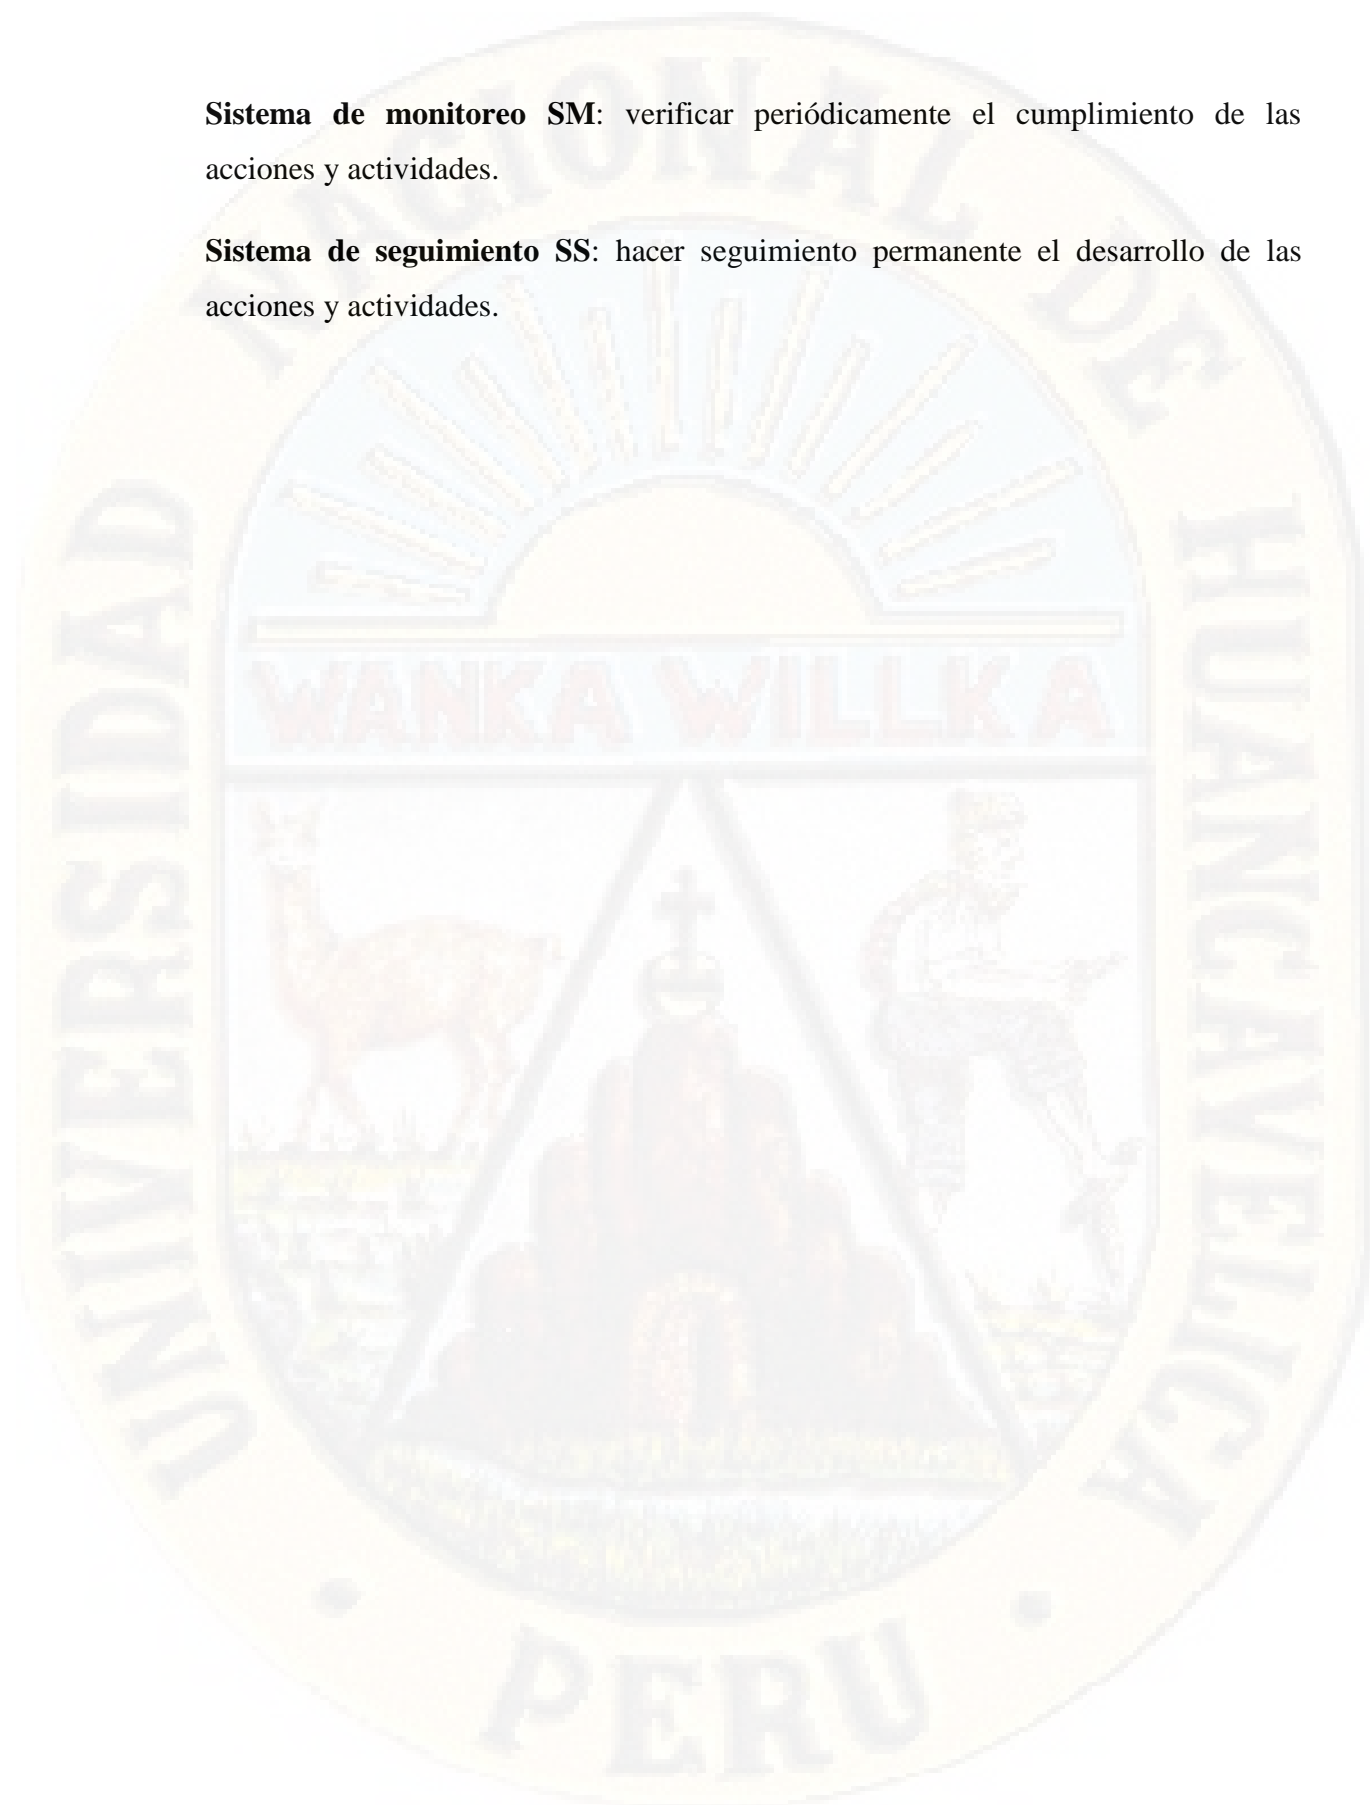 Sistema de monitoreo SM: verificar periódicamente el cumplimiento de las
acciones y actividades.
Sistema de seguimiento SS: hacer seguimiento permanente el desarrollo de las
acciones y actividades.
UNIVERSIDAD NACIONAL DE HUANCAVELICA
WANKA WILLKA
PERU